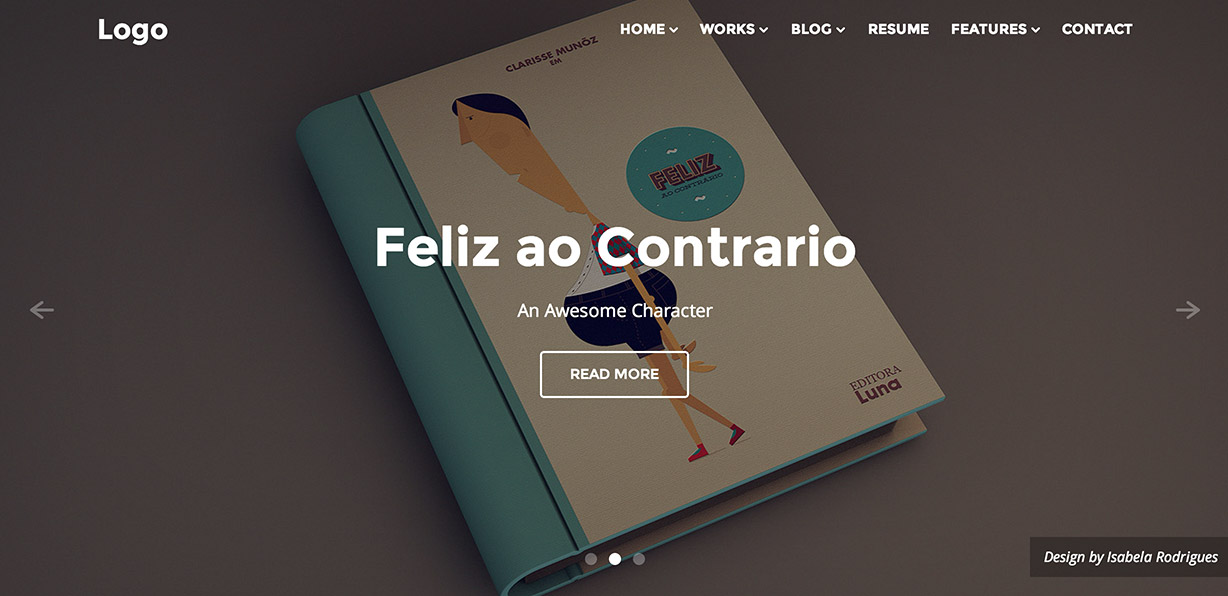 Logo
HOME WORKS BLOG RESUME FEATURES CONTACT
CLARISSE MUNÖZ
EM
FELIZ
AO CONTRÁRIO
Feliz ao Contrario
An Awesome Character
READ MORE
EDITORA
Luna
Design by Isabela Rodrigues